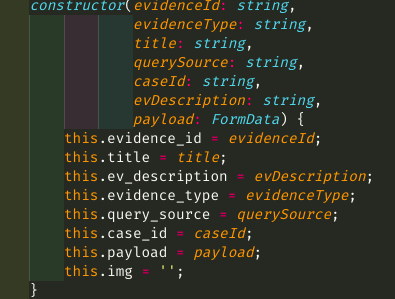 constructor(evidenceId: string,
evidenceType: string,
title: string,
querySource: string,
caseId: string,
evDescription: string,
payload: FormData) {
this.evidence_id = evidenceId;
this.title = title;
this.ev_description = evDescription;
this.evidence_type = evidenceType;
this.query_source = querySource;
this.case_id = caseId;
this.payload = payload;
this.img = '';
}